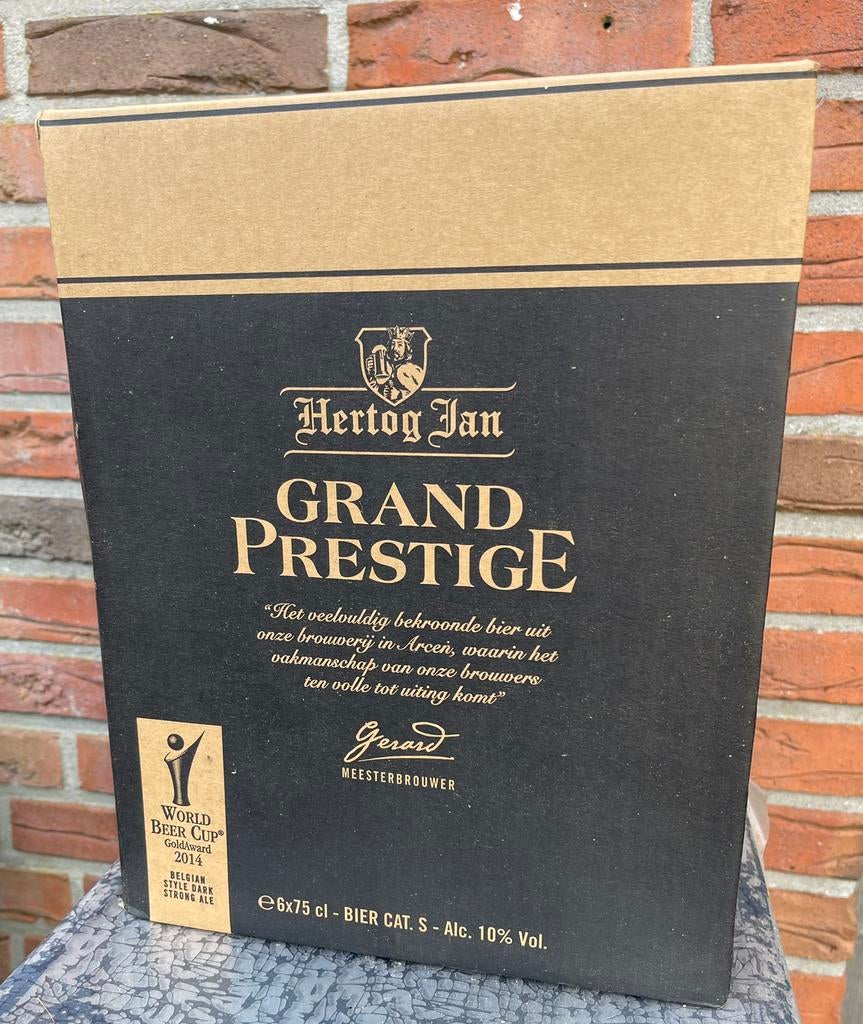 Hertog Jan
GRAND
PRESTIGE
“Het veelvuldig bekroonde bier uit
onze brouwerij in Arcen, waarin het
vakmanschap van onze brouwers
ten volle tot uiting komt”
Gerard
MEESTERBROUWER
WORLD
BEER CUP®
GoldAward
2014
BELGIAN
STYLE DARK
STRONG ALE
℮6x75 cl - BIER CAT. S - Alc. 10% Vol.